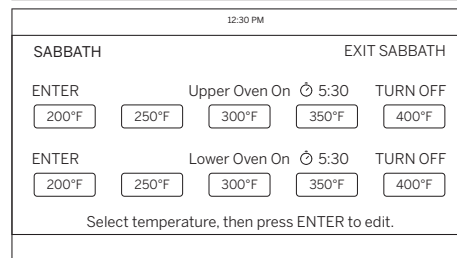 12:30 PM
SABBATH EXIT SABBATH
ENTER Upper Oven On 5:30 TURN OFF
200°F 250°F 300°F 350°F 400°F
ENTER Lower Oven On 5:30 TURN OFF
200°F 250°F 300°F 350°F 400°F
Select temperature, then press ENTER to edit.